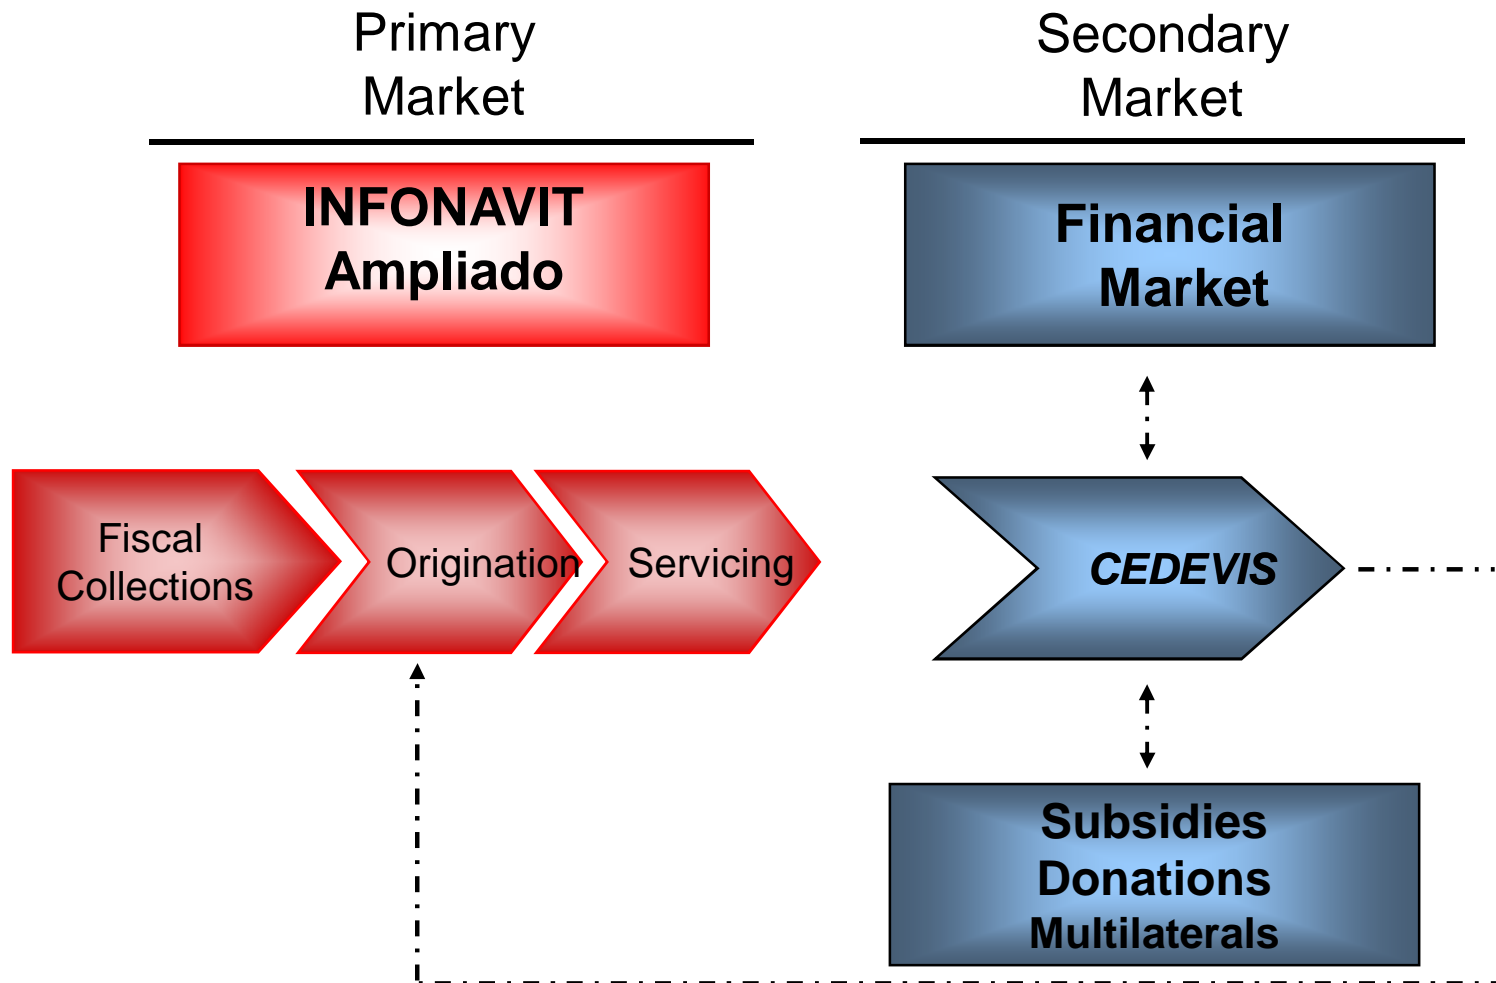 Primary
Market
Secondary
Market
INFONAVIT
Ampliado
Financial
Market
Fiscal
Collections
Origination
Servicing
CEDEVIS
Subsidies
Donations
Multilaterals